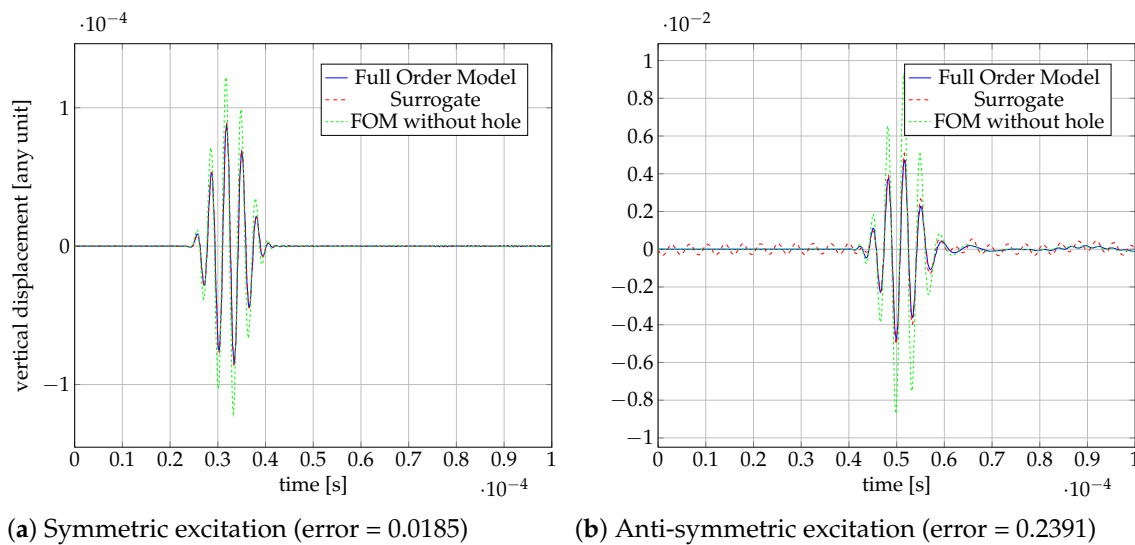 ·10⁻⁴
vertical displacement [any unit]
1
0
−1
Full Order Model
Surrogate
FOM without hole
0 0.1 0.2 0.3 0.4 0.5 0.6 0.7 0.8 0.9 1
time [s]
·10⁻⁴
(a) Symmetric excitation (error = 0.0185)
·10⁻²
1
0.8
0.6
0.4
0.2
0
−0.2
−0.4
−0.6
−0.8
−1
Full Order Model
Surrogate
FOM without hole
0 0.1 0.2 0.3 0.4 0.5 0.6 0.7 0.8 0.9 1
time [s]
·10⁻⁴
(b) Anti-symmetric excitation (error = 0.2391)